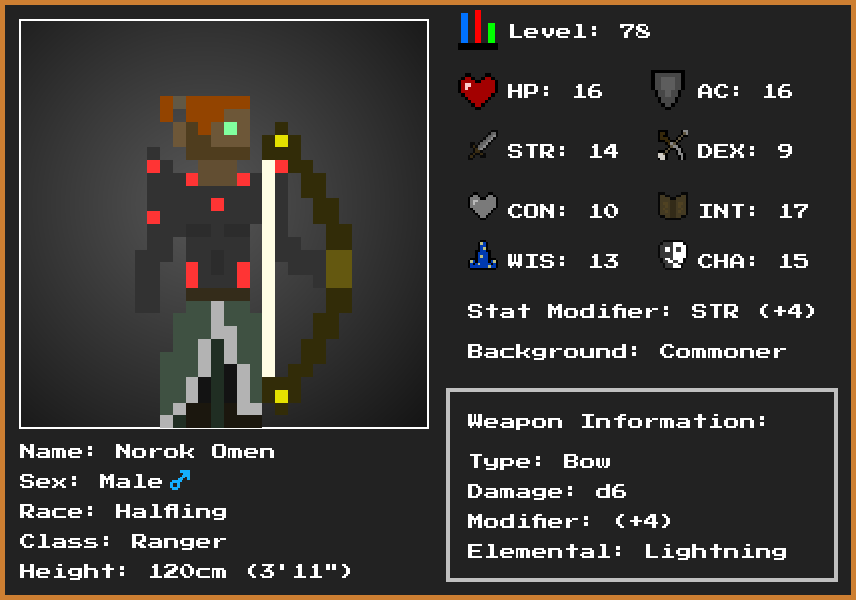 Level: 78
HP: 16 AC: 16
STR: 14 DEX: 9
CON: 10 INT: 17
WIS: 13 CHA: 15
Stat Modifier: STR (+4)
Background: Commoner
Weapon Information:
Type: Bow
Damage: d6
Modifier: (+4)
Elemental: Lightning
Name: Norok Omen
Sex: Male ♂
Race: Halfling
Class: Ranger
Height: 120cm (3'11")